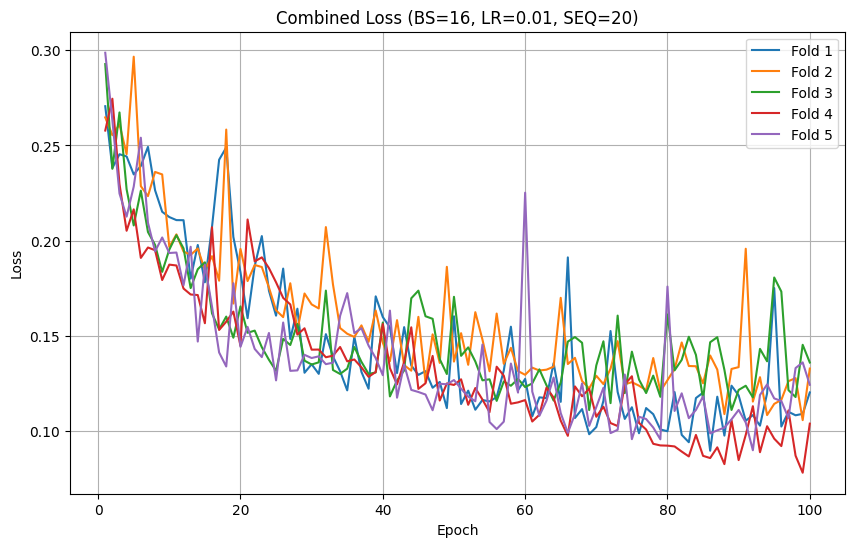 Combined Loss (BS=16, LR=0.01, SEQ=20)
Loss
0.30
0.25
0.20
0.15
0.10
Fold 1
Fold 2
Fold 3
Fold 4
Fold 5
0 20 40 60 80 100
Epoch